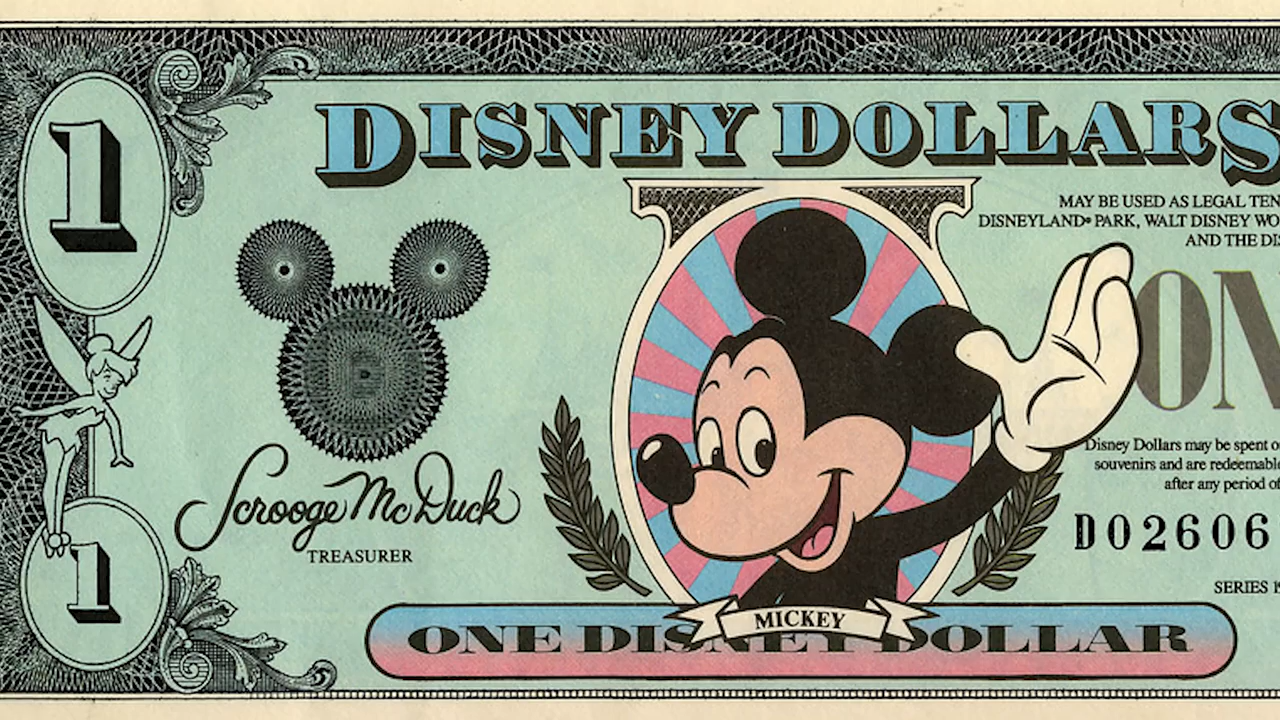 1
DISNEY DOLLARS
MAY BE USED AS LEGAL TEN
DISNEYLAND® PARK, WALT DISNEY WO
AND THE DIS
ON
Scrooge McDuck
TREASURER
Disney Dollars may be spent o
souvenirs and are redeemable
after any period of
D02606
SERIES 19
1
MICKEY
ONE DISNEY DOLLAR